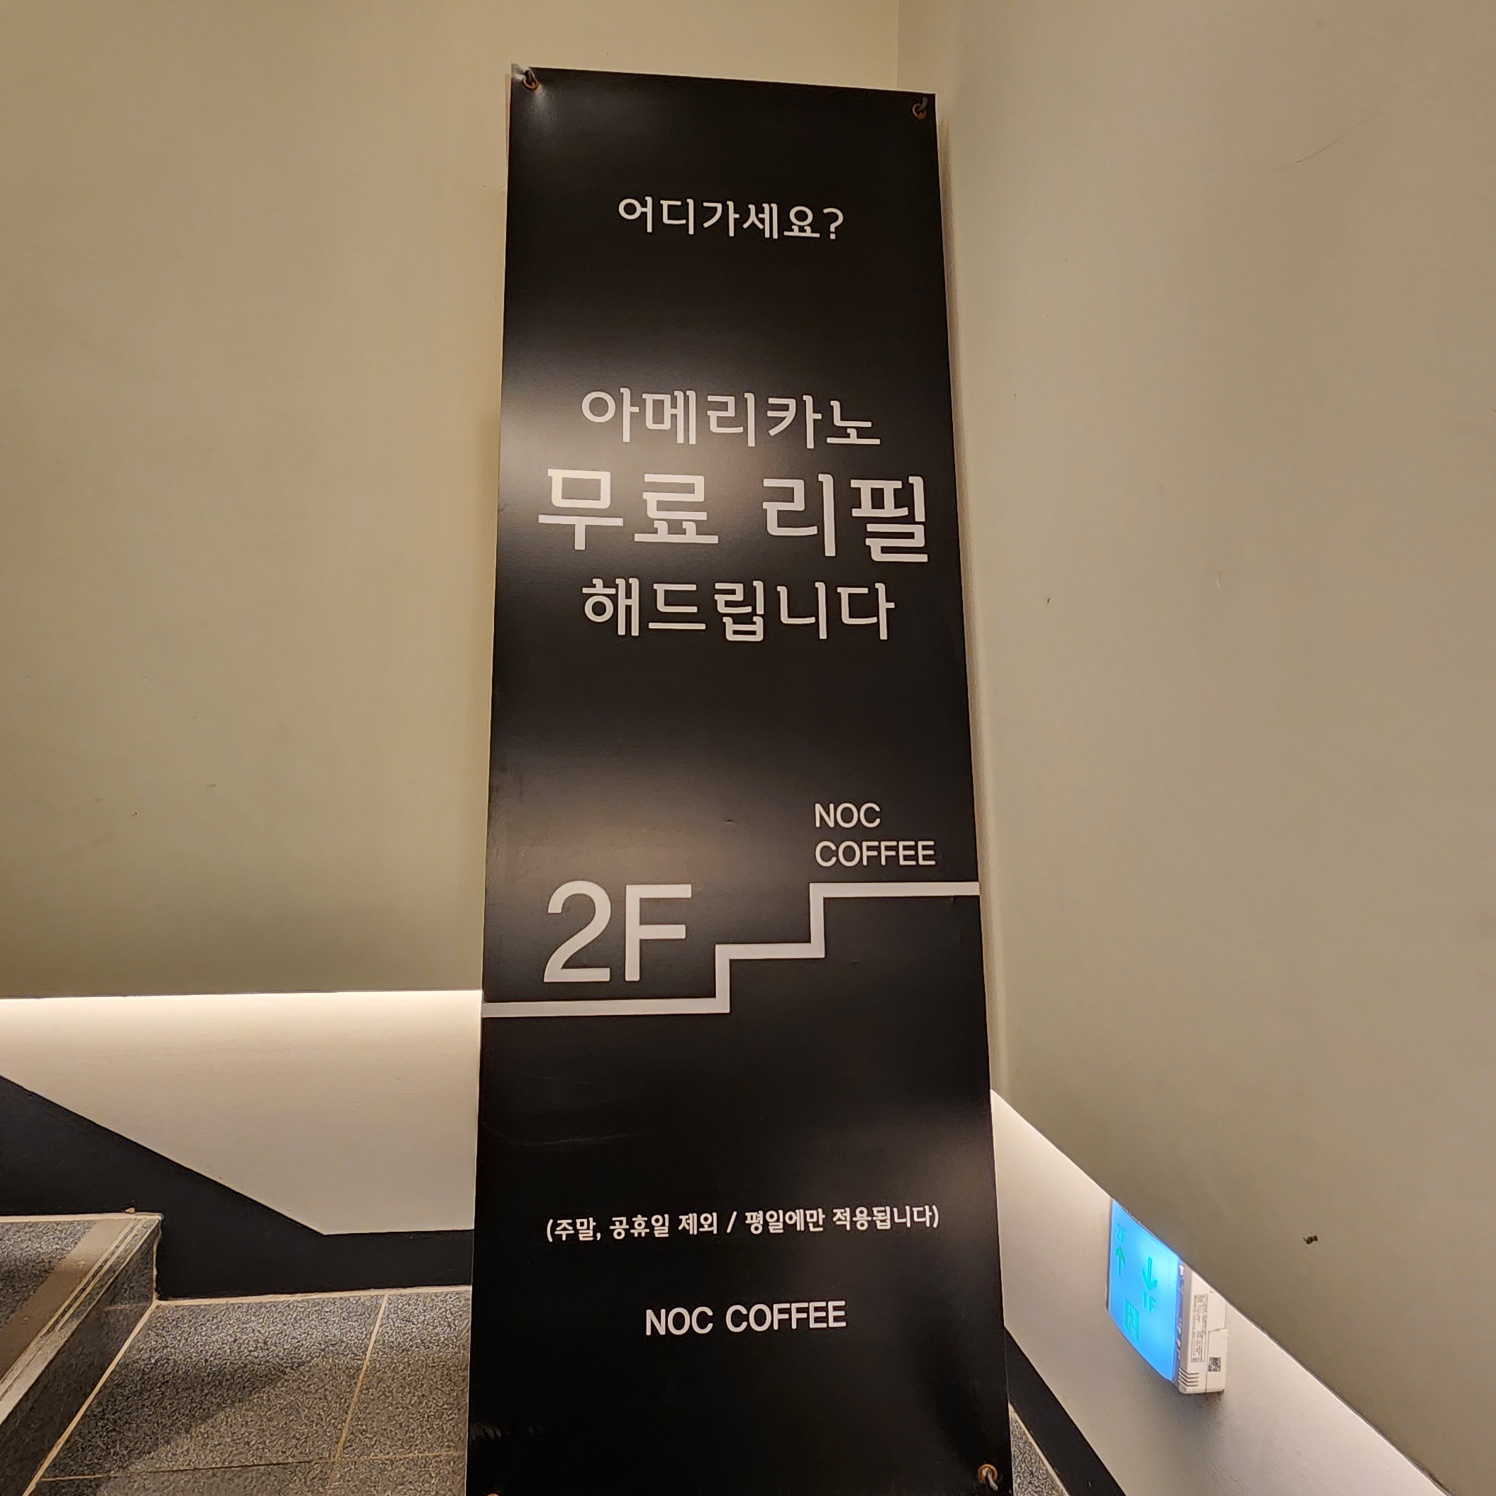 어디가세요?
아메리카노
무료 리필
해드립니다
NOC
COFFEE
2F
(주말, 공휴일 제외 / 평일에만 적용됩니다)
NOC COFFEE
2F
1F